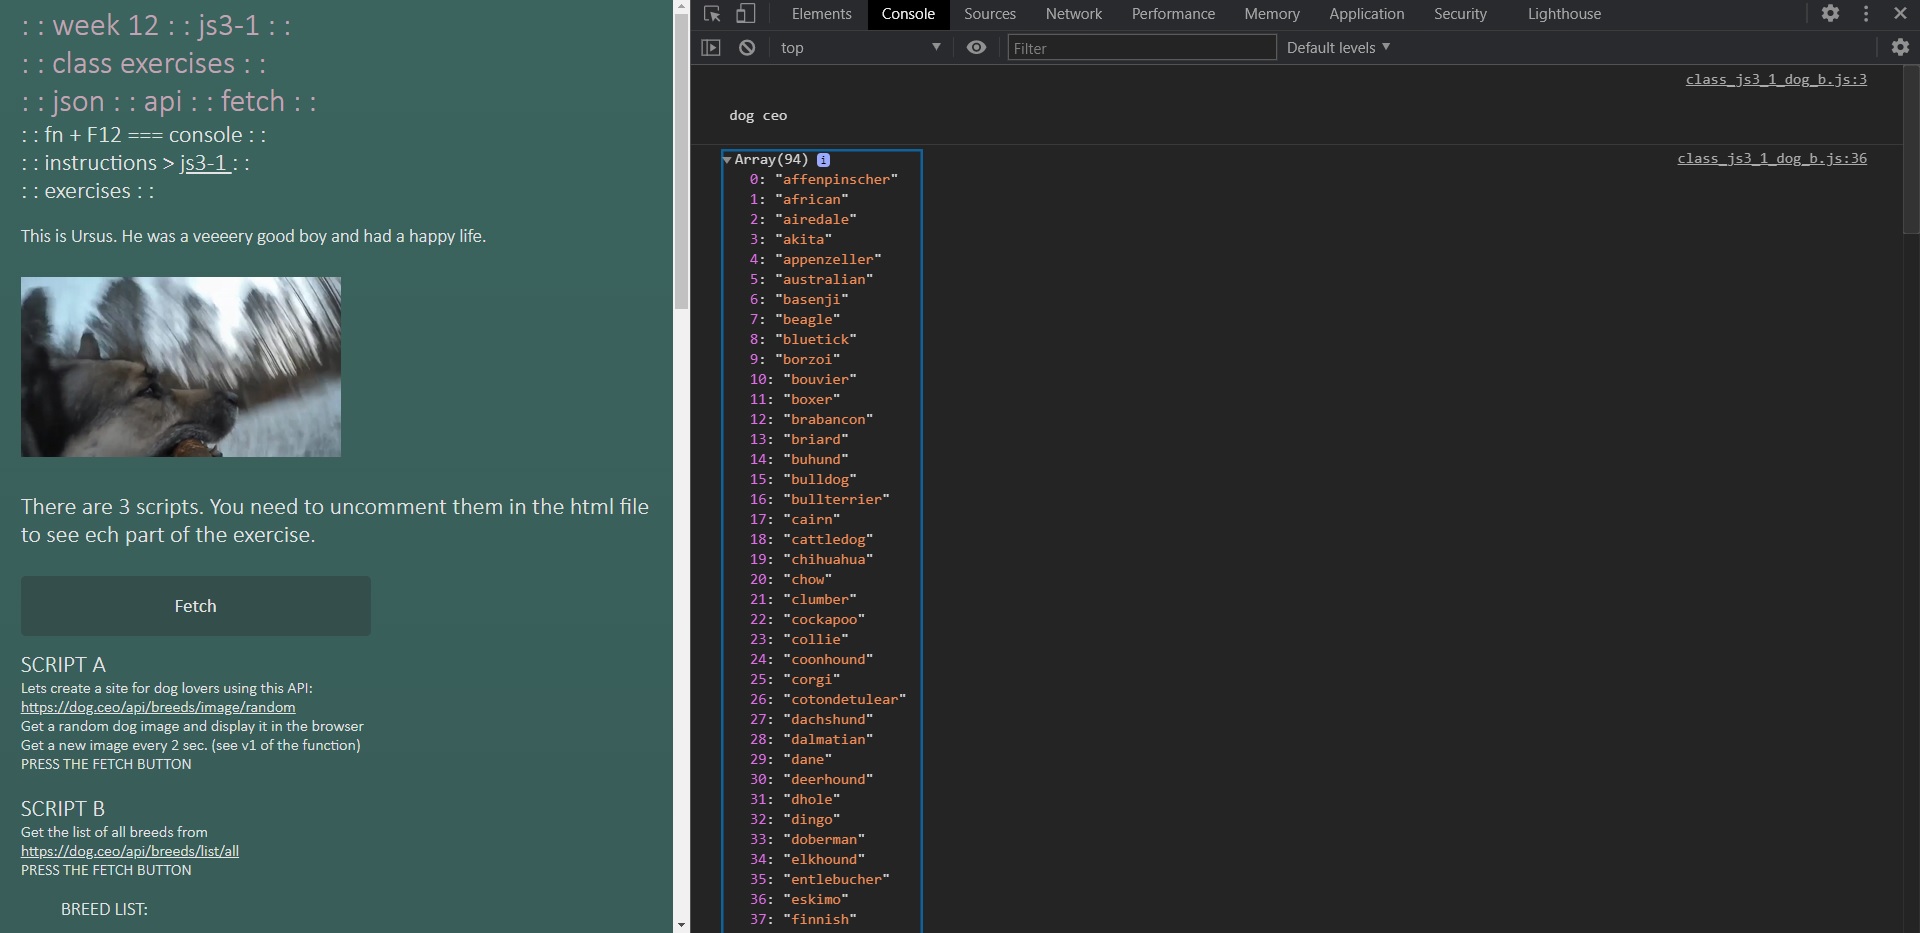 : : week 12 : : js3-1 : :
: : class exercises : :
: : json : : api : : fetch : :
: : fn + F12 === console : :
: : instructions > js3-1 : :
: : exercises : :
This is Ursus. He was a veeeery good boy and had a happy life.
There are 3 scripts. You need to uncomment them in the html file
to see ech part of the exercise.
Fetch
SCRIPT A
Lets create a site for dog lovers using this API:
https://dog.ceo/api/breeds/image/random
Get a random dog image and display it in the browser
Get a new image every 2 sec. (see v1 of the function)
PRESS THE FETCH BUTTON
SCRIPT B
Get the list of all breeds from
https://dog.ceo/api/breeds/list/all
PRESS THE FETCH BUTTON
BREED LIST:
Elements Console Sources Network Performance Memory Application Security Lighthouse
top Filter Default levels
class_js3_1_dog_b.js:3
dog ceo
Array(94) i class_js3_1_dog_b.js:36
0: "affenpinscher"
1: "african"
2: "airedale"
3: "akita"
4: "appenzeller"
5: "australian"
6: "basenji"
7: "beagle"
8: "bluetick"
9: "borzoi"
10: "bouvier"
11: "boxer"
12: "brabancon"
13: "briard"
14: "buhund"
15: "bulldog"
16: "bullterrier"
17: "cairn"
18: "cattledog"
19: "chihuahua"
20: "chow"
21: "clumber"
22: "cockapoo"
23: "collie"
24: "coonhound"
25: "corgi"
26: "cotondetulear"
27: "dachshund"
28: "dalmatian"
29: "dane"
30: "deerhound"
31: "dhole"
32: "dingo"
33: "doberman"
34: "elkhound"
35: "entlebucher"
36: "eskimo"
37: "finnish"